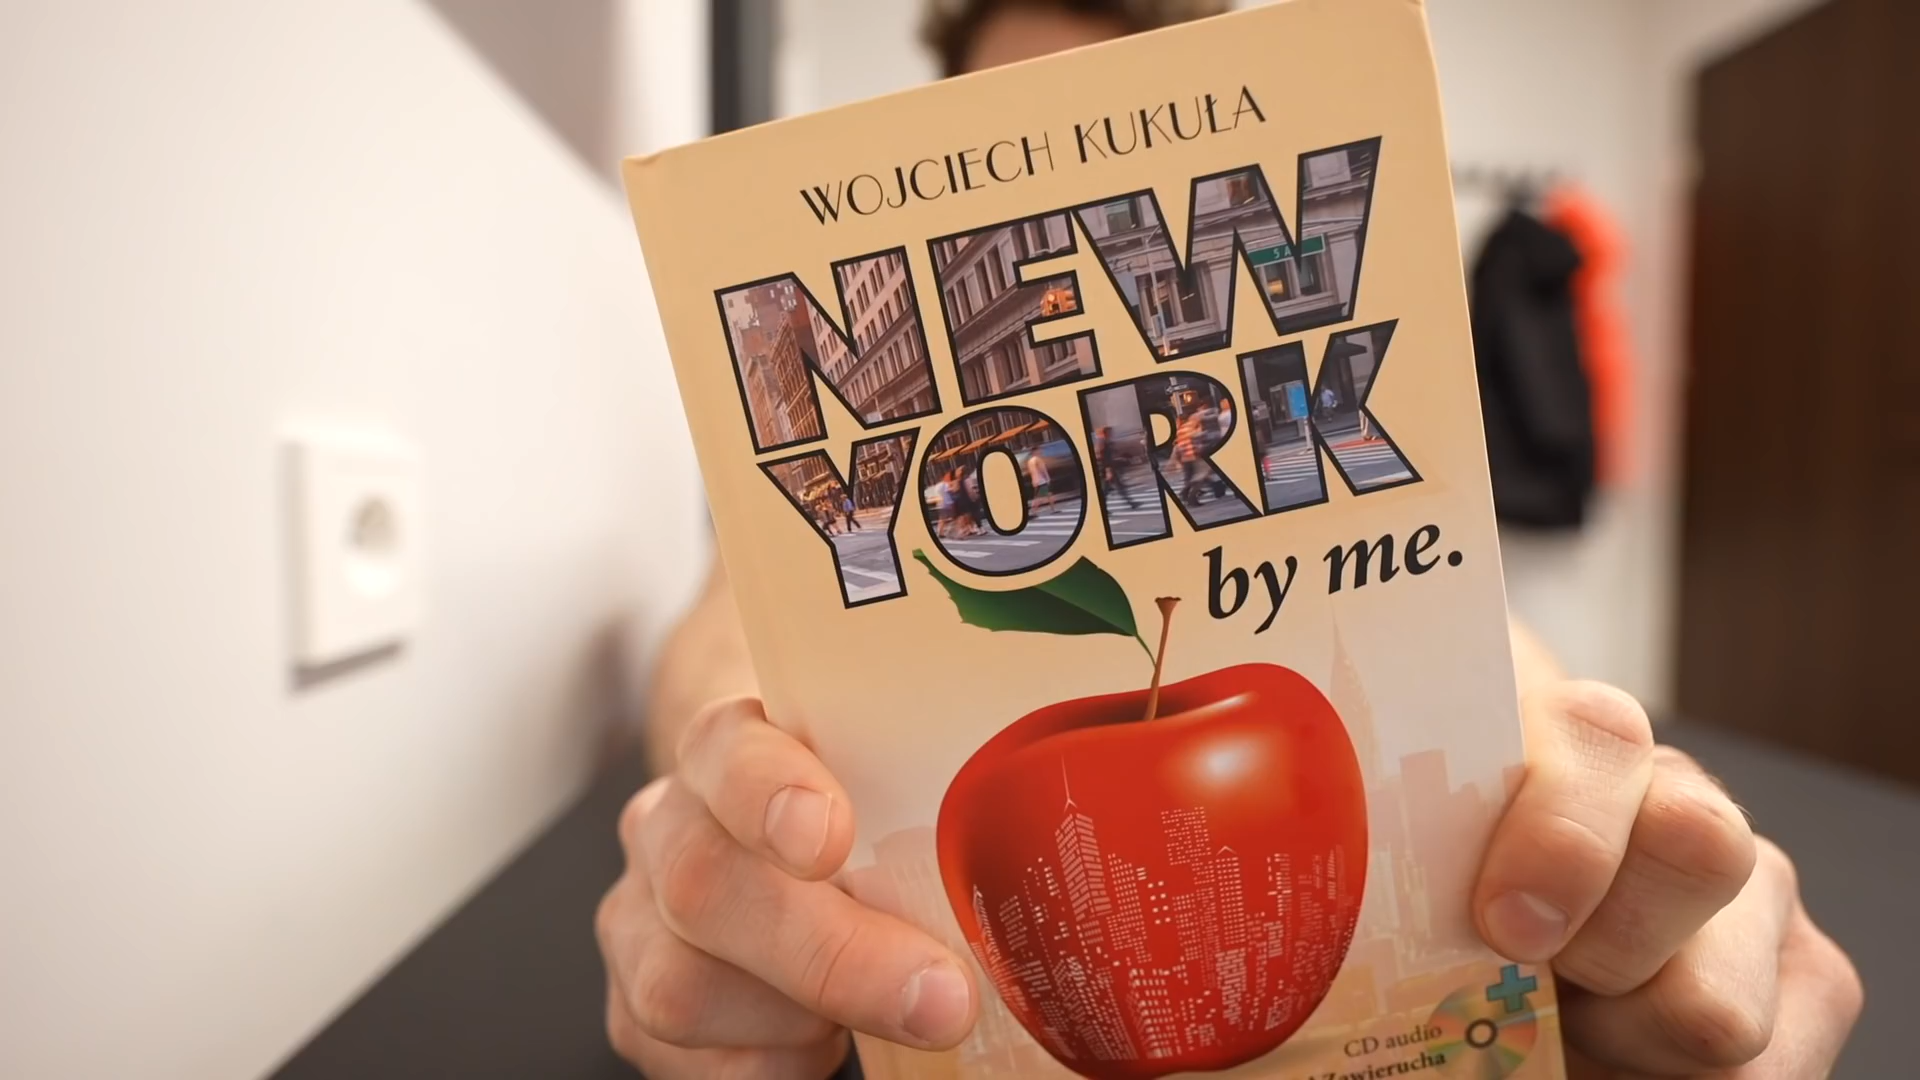 WOJCIECH KUKUŁA
NEW
YORK
by me.
CD audio
Zawierucha